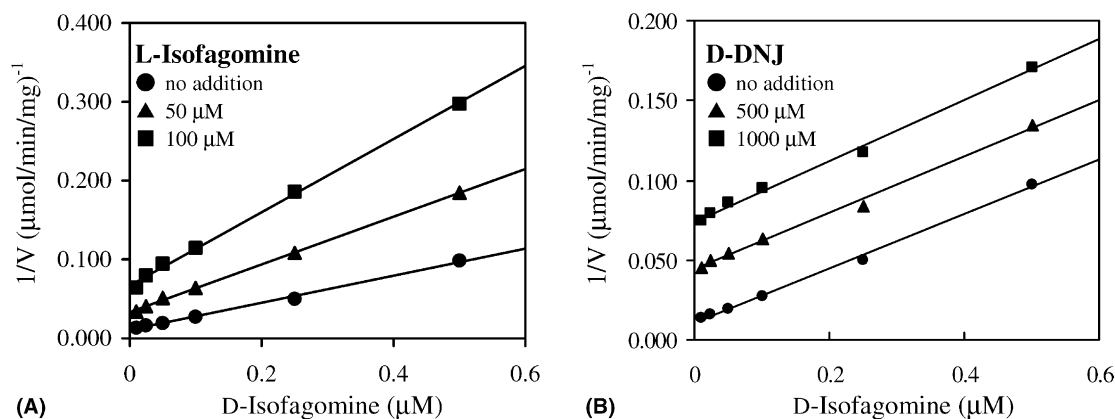 0.400
0.300
0.200
0.100
0.000
1/V (μmol/min/mg)⁻¹
L-Isofagomine
no addition
50 μM
100 μM
0 0.2 0.4 0.6
D-Isofagomine (μM)
(A)
0.200
0.150
0.100
0.050
0.000
1/V (μmol/min/mg)⁻¹
D-DNJ
no addition
500 μM
1000 μM
0 0.2 0.4 0.6
D-Isofagomine (μM)
(B)